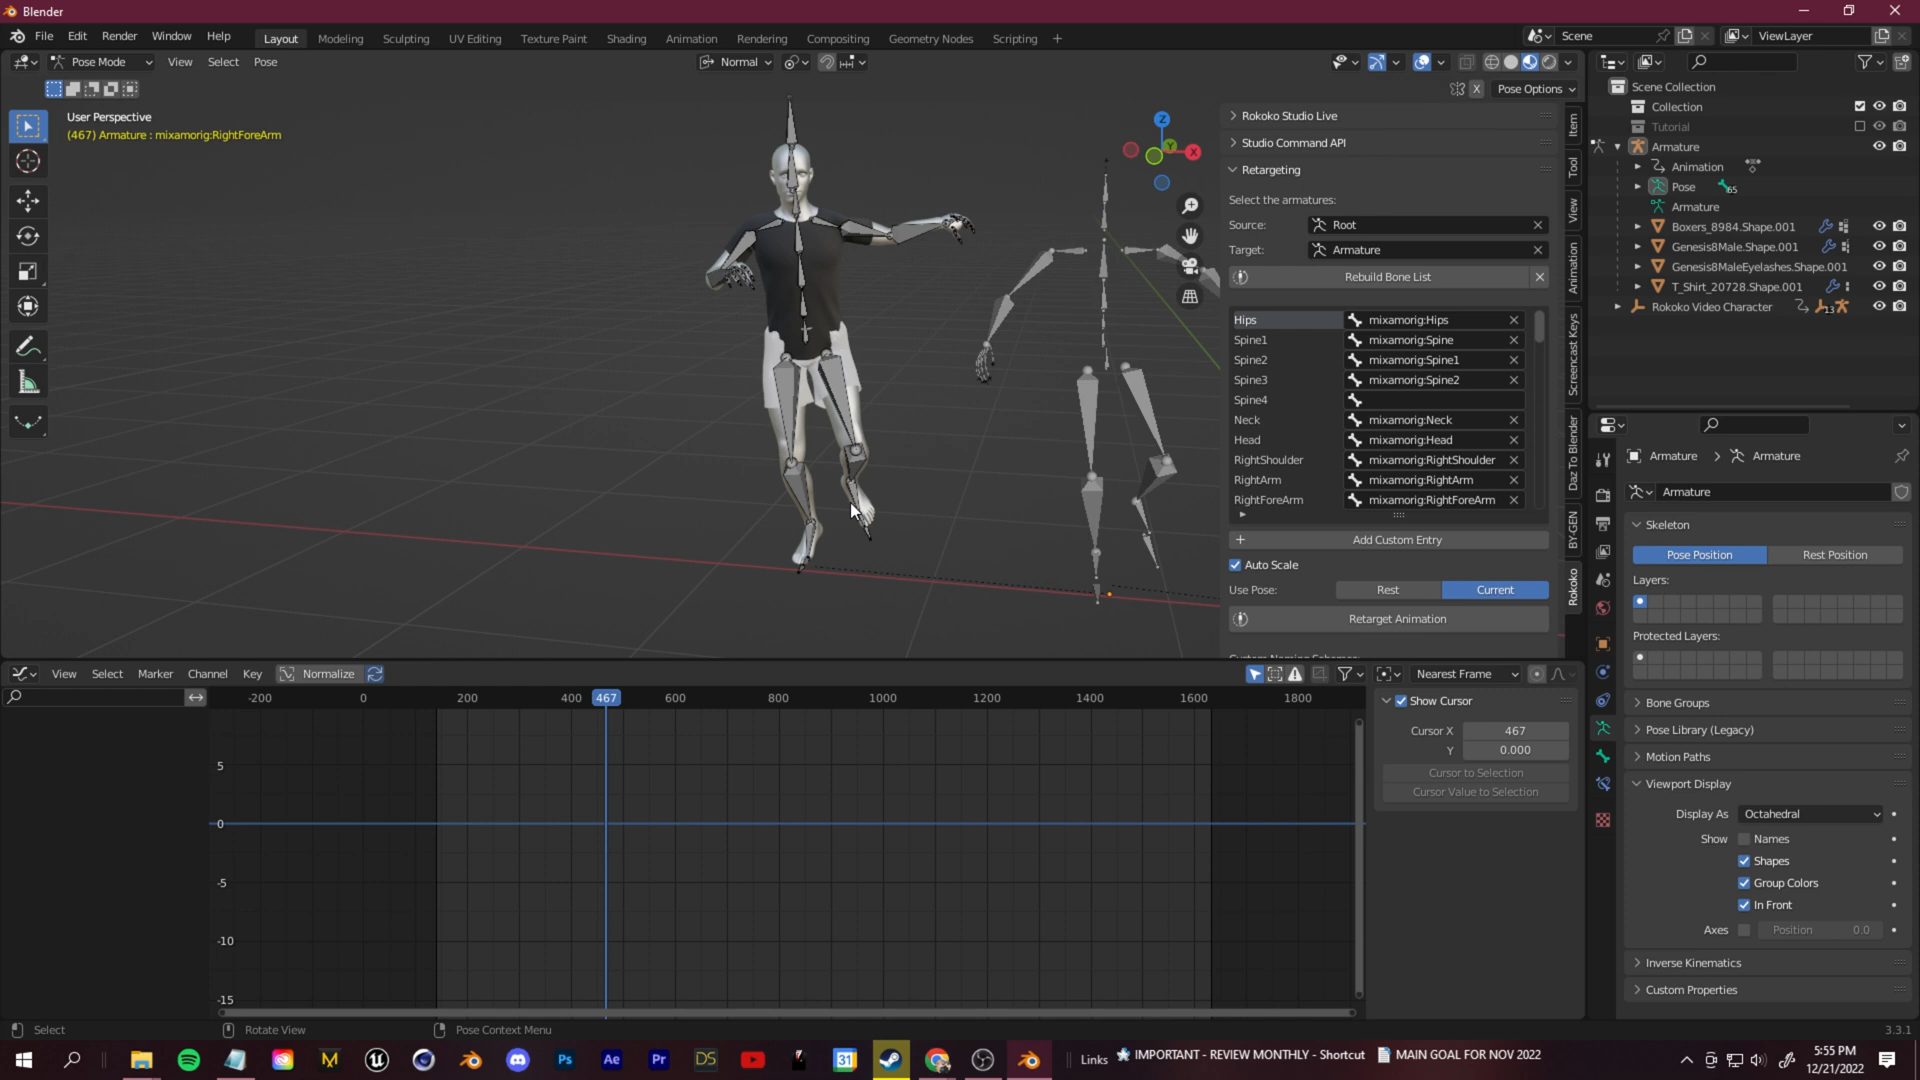 Blender
File Edit Render Window Help
Layout Modeling Sculpting UV Editing Texture Paint Shading Animation Rendering Compositing Geometry Nodes Scripting +
Scene
ViewLayer
Pose Mode View Select Pose
Normal
X Pose Options
User Perspective
(467) Armature : mixamorig:RightForeArm
Z
Y
X
Rokoko Studio Live
Studio Command API
Retargeting
Select the armatures:
Source: Root
Target: Armature
Rebuild Bone List
Hips mixamorig:Hips
Spine1 mixamorig:Spine
Spine2 mixamorig:Spine1
Spine3 mixamorig:Spine2
Spine4
Neck mixamorig:Neck
Head mixamorig:Head
RightShoulder mixamorig:RightShoulder
RightArm mixamorig:RightArm
RightForeArm mixamorig:RightForeArm
Add Custom Entry
Auto Scale
Use Pose: Rest Current
Retarget Animation
Item
Tool
View
Animation
Screencast Keys
Daz To Blender
BY-GEN
Rokoko
Scene Collection
Collection
Tutorial
Armature
Animation
Pose 65
Armature
Boxers_8984.Shape.001
Genesis8Male.Shape.001
Genesis8MaleEyelashes.Shape.001
T_Shirt_20728.Shape.001
Rokoko Video Character 13
Armature > Armature
Armature
Skeleton
Pose Position Rest Position
Layers:
Protected Layers:
Bone Groups
Pose Library (Legacy)
Motion Paths
Viewport Display
Display As Octahedral
Show Names
Shapes
Group Colors
In Front
Axes Position 0.0
Inverse Kinematics
Custom Properties
View Select Marker Channel Key Normalize
Nearest Frame
-200 0 200 400 467 600 800 1000 1200 1400 1600 1800
5
0
-5
-10
-15
Show Cursor
Cursor X 467
Y 0.000
Cursor to Selection
Cursor Value to Selection
Select Rotate View Pose Context Menu
3.3.1
Ps Ae Pr DS 31
Links IMPORTANT - REVIEW MONTHLY - Shortcut MAIN GOAL FOR NOV 2022
5:55 PM
12/21/2022